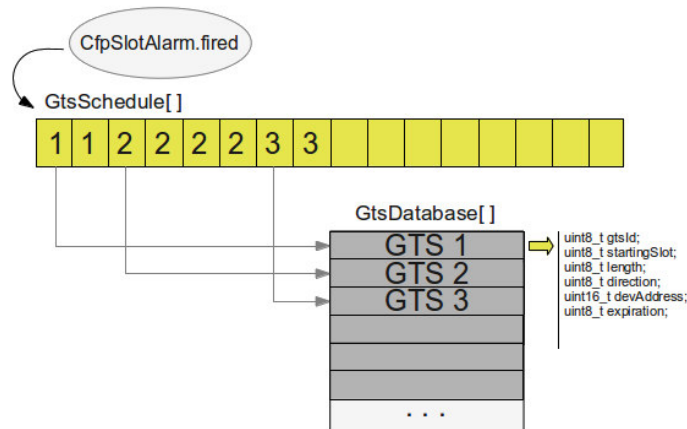 CfpSlotAlarm.fired
GtsSchedule[ ]
1 1 2 2 2 2 3 3
GtsDatabase[ ]
GTS 1
GTS 2
GTS 3
. . .
uint8_t gtsId;
uint8_t startingSlot;
uint8_t length;
uint8_t direction;
uint16_t devAddress;
uint8_t expiration;